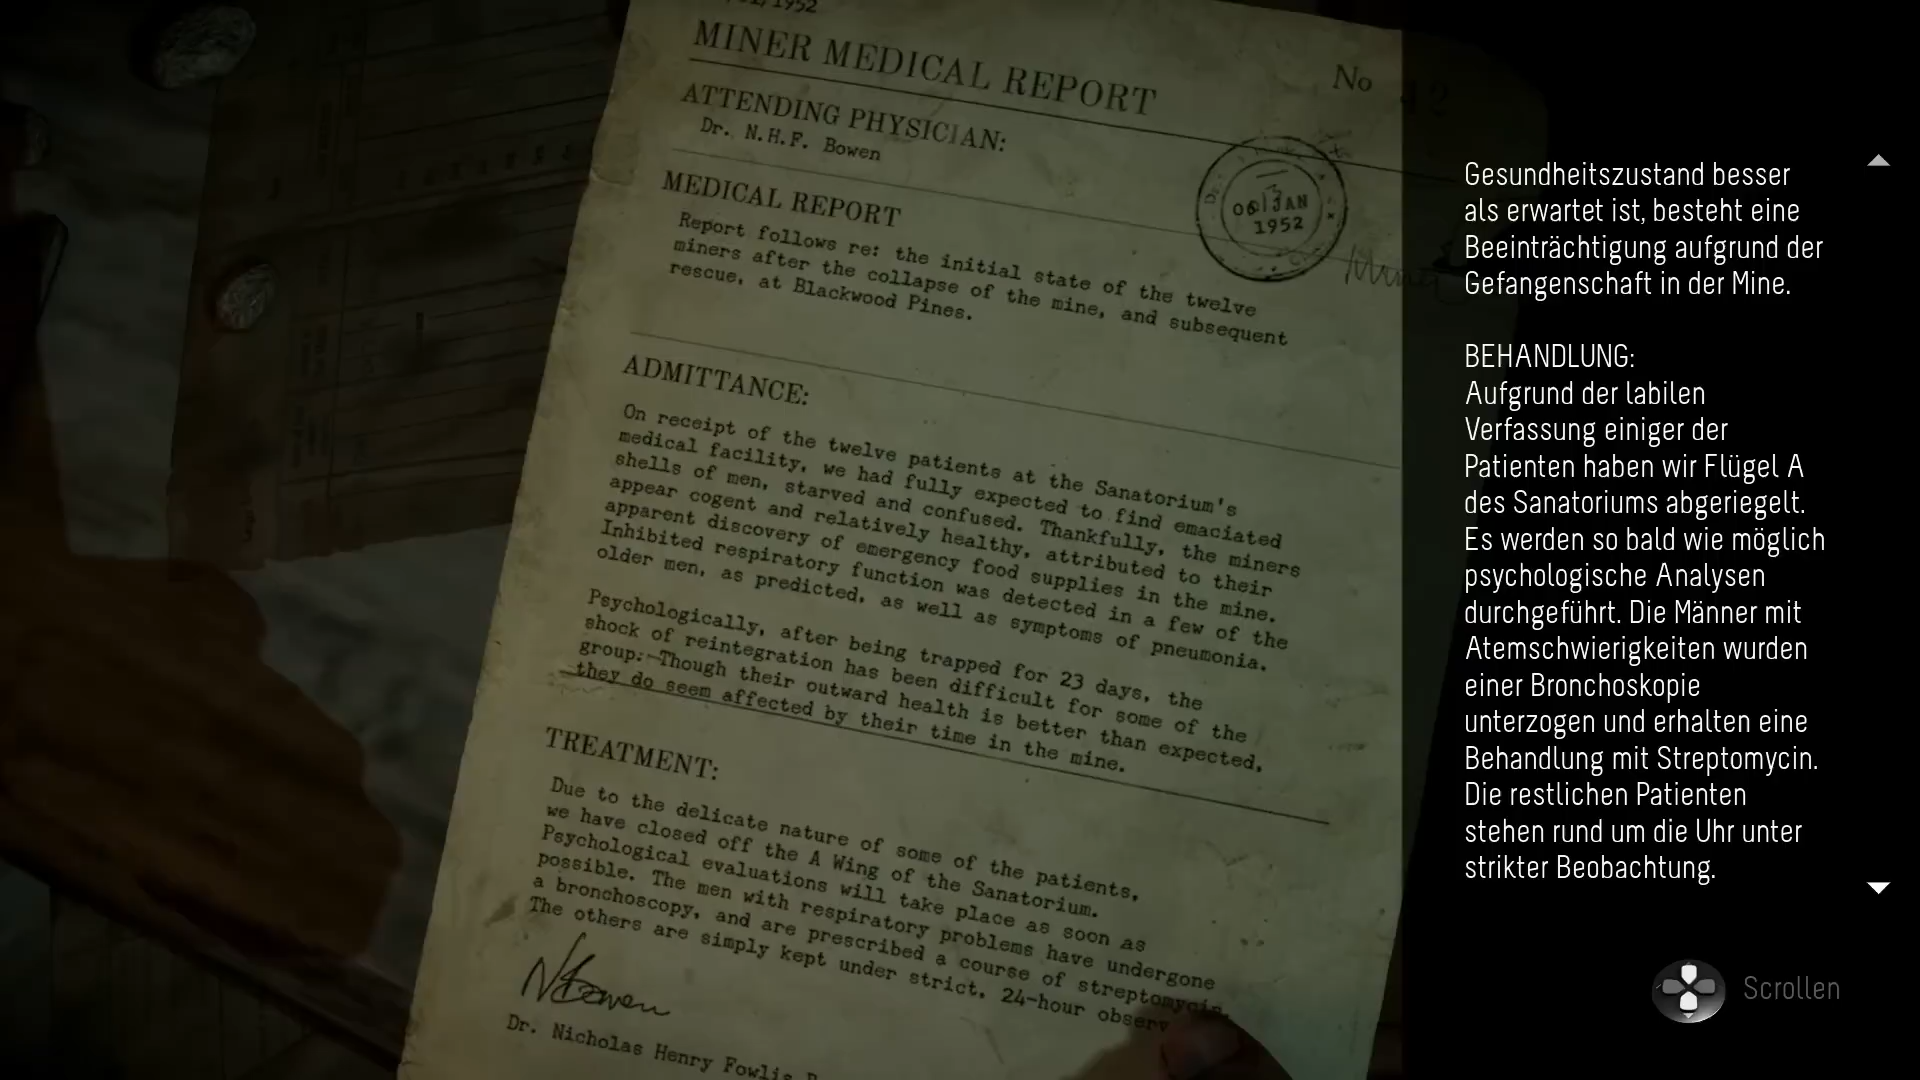 1952
MINER MEDICAL REPORT
No 42
ATTENDING PHYSICIAN:
Dr. N.H.F. Bowen
06 JAN
1952
MEDICAL REPORT
Report follows re: the initial state of the twelve
miners after the collapse of the mine, and subsequent
rescue, at Blackwood Pines.
ADMITTANCE:
On receipt of the twelve patients at the Sanatorium's
medical facility, we had fully expected to find emaciated
shells of men, starved and confused. Thankfully, the miners
appear cogent and relatively healthy, attributed to their
apparent discovery of emergency food supplies in the mine.
Inhibited respiratory function was detected in a few of the
older men, as predicted, as well as symptoms of pneumonia.
Psychologically, after being trapped for 23 days, the
shock of reintegration has been difficult for some of the
group: Though their outward health is better than expected,
they do seem affected by their time in the mine.
TREATMENT:
Due to the delicate nature of some of the patients,
we have closed off the A Wing of the Sanatorium.
Psychological evaluations will take place as soon as
possible. The men with respiratory problems have undergone
a bronchoscopy, and are prescribed a course of streptomycin.
The others are simply kept under strict, 24-hour observ
NBowen
Dr. Nicholas Henry Fowlis
Gesundheitszustand besser
als erwartet ist, besteht eine
Beeinträchtigung aufgrund der
Gefangenschaft in der Mine.
BEHANDLUNG:
Aufgrund der labilen
Verfassung einiger der
Patienten haben wir Flügel A
des Sanatoriums abgeriegelt.
Es werden so bald wie möglich
psychologische Analysen
durchgeführt. Die Männer mit
Atemschwierigkeiten wurden
einer Bronchoskopie
unterzogen und erhalten eine
Behandlung mit Streptomycin.
Die restlichen Patienten
stehen rund um die Uhr unter
strikter Beobachtung.
Scrollen